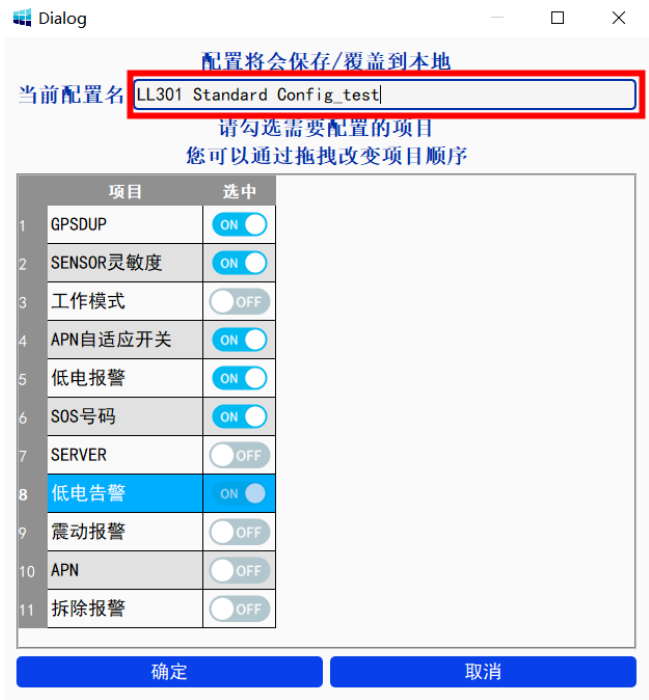 Dialog
配置将会保存/覆盖到本地
当前配置名 LL301 Standard Config_test
请勾选需要配置的项目
您可以通过拖拽改变项目顺序
项目 选中
1 GPSDUP ON
2 SENSOR灵敏度 ON
3 工作模式 OFF
4 APN自适应开关 ON
5 低电报警 ON
6 SOS号码 ON
7 SERVER OFF
8 低电告警 ON
9 震动报警 OFF
10 APN OFF
11 拆除报警 OFF
确定 取消